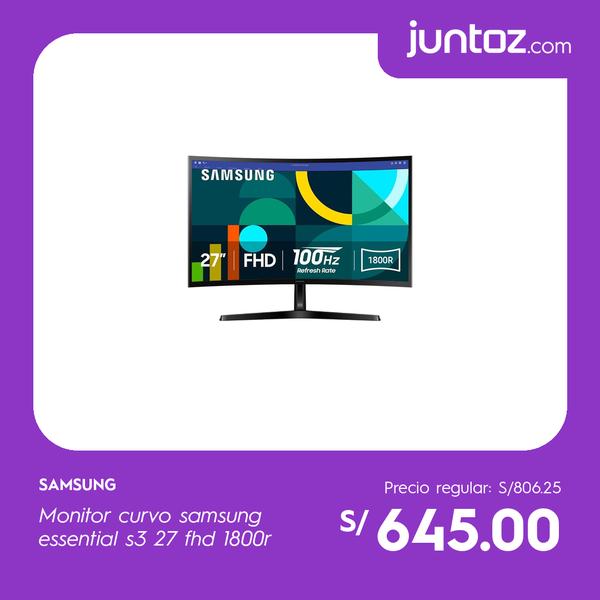 juntoz.com
SAMSUNG
27" FHD 100Hz 1800R
Refresh Rate
SAMSUNG
Precio regular: S/806.25
Monitor curvo samsung
essential s3 27 fhd 1800r
S/ 645.00